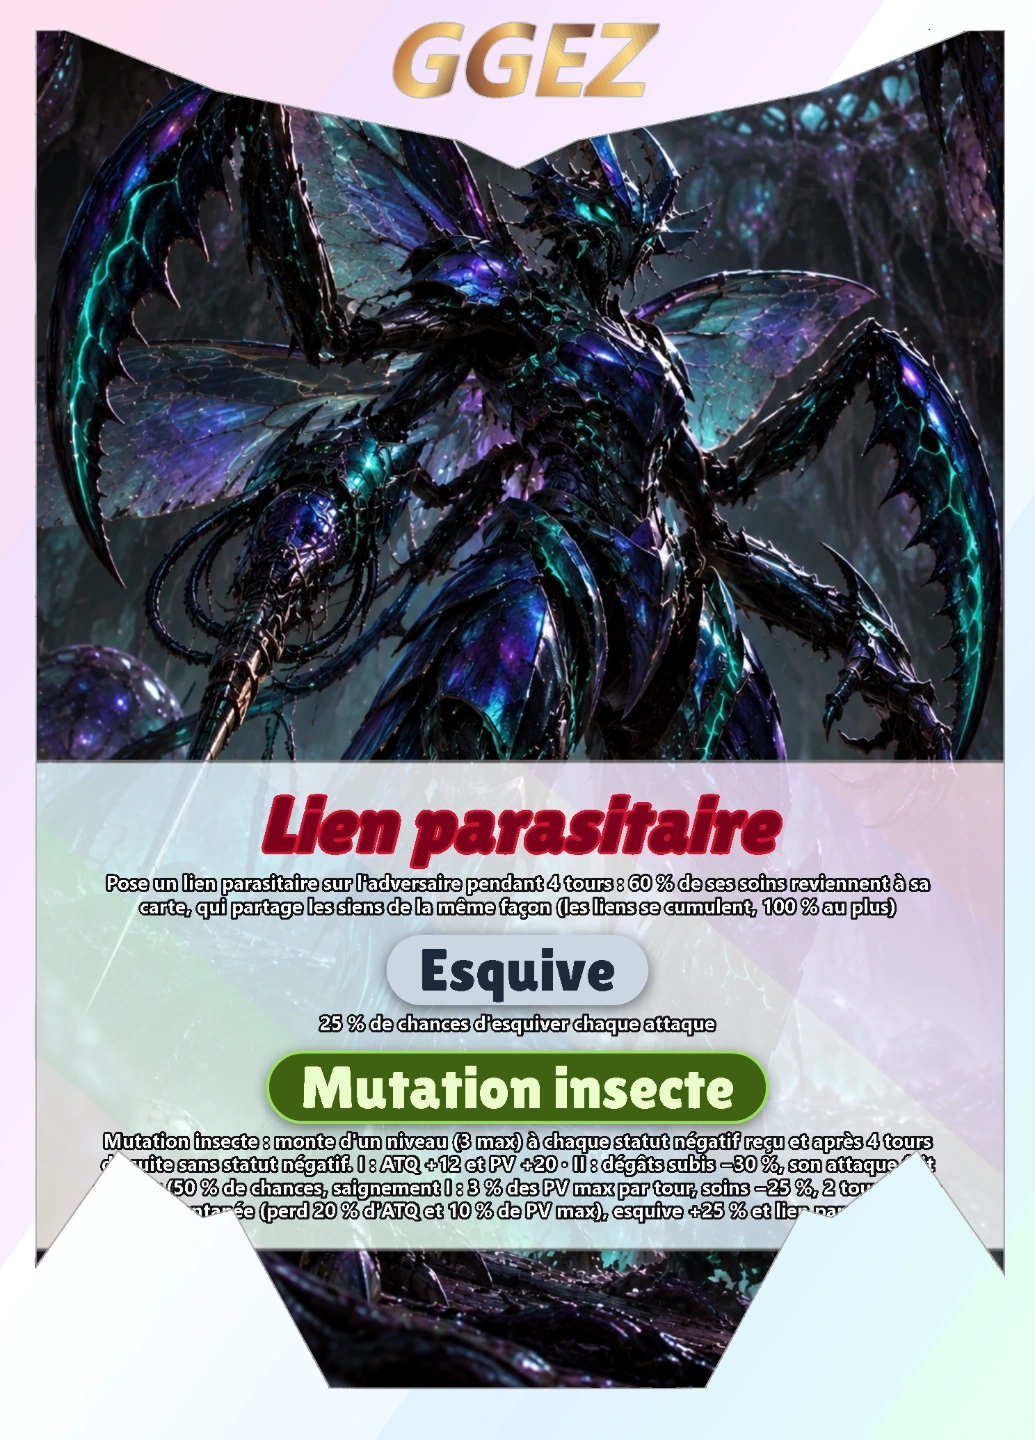 GGEZ
Lien parasitaire
Pose un lien parasitaire sur l'adversaire pendant 4 tours : 60 % de ses soins reviennent à sa
carte, qui partage les siens de la même façon (les liens se cumulent, 100 % au plus)
Esquive
25 % de chances d'esquiver chaque attaque
Mutation insecte
Mutation insecte : monte d'un niveau (3 max) à chaque statut négatif reçu et après 4 tours
sans statut négatif. I : ATQ +12 et PV +20 · II : dégâts subis −30 %, son attaque
(50 % de chances, saignement I : 3 % des PV max par tour, soins −25 %, 2
(perd 20 % d'ATQ et 10 % de PV max), esquive +25 % et lien